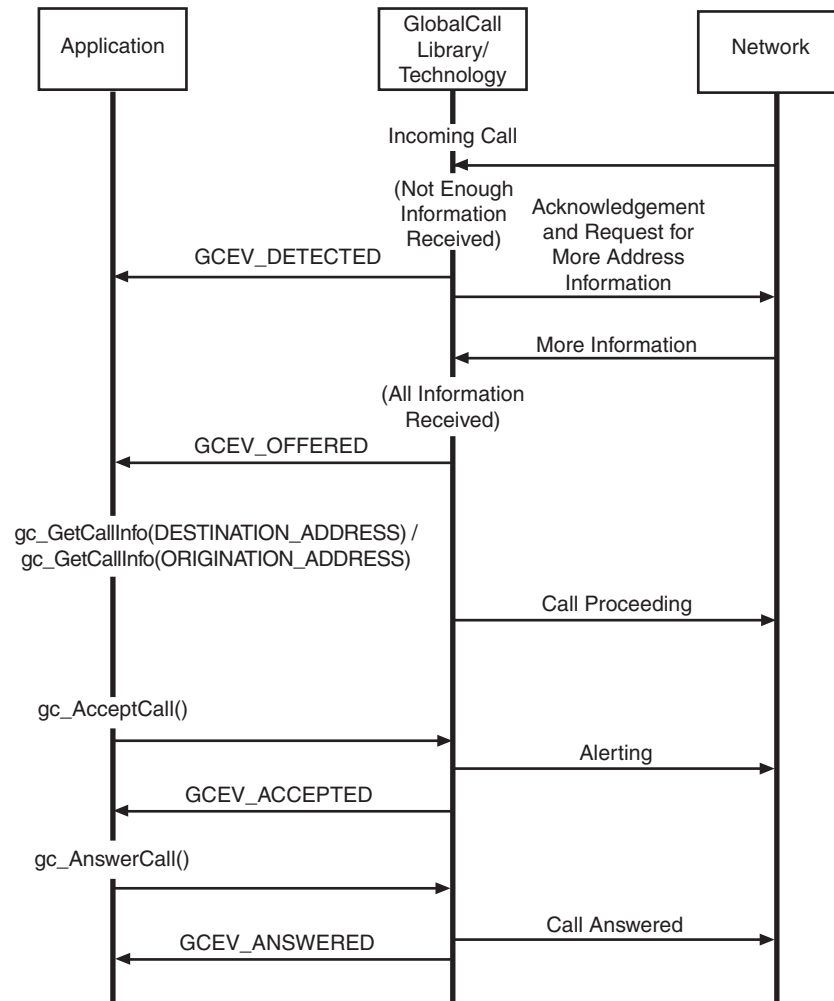 Application
GlobalCall
Library/
Technology
Network
Incoming Call
(Not Enough
Information
Received)
Acknowledgement
and Request for
More Address
Information
GCEV_DETECTED
More Information
(All Information
Received)
GCEV_OFFERED
gc_GetCallInfo(DESTINATION_ADDRESS) /
gc_GetCallInfo(ORIGINATION_ADDRESS)
Call Proceeding
gc_AcceptCall()
Alerting
GCEV_ACCEPTED
gc_AnswerCall()
Call Answered
GCEV_ANSWERED